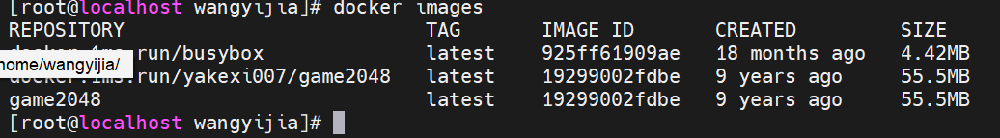 [root@localhost wangyijia]# docker images
REPOSITORY TAG IMAGE ID CREATED SIZE
docker.1ms.run/busybox latest 925ff61909ae 18 months ago 4.42MB
home/wangyijia/
docker.1ms.run/yakexi007/game2048 latest 19299002fdbe 9 years ago 55.5MB
game2048 latest 19299002fdbe 9 years ago 55.5MB
[root@localhost wangyijia]#